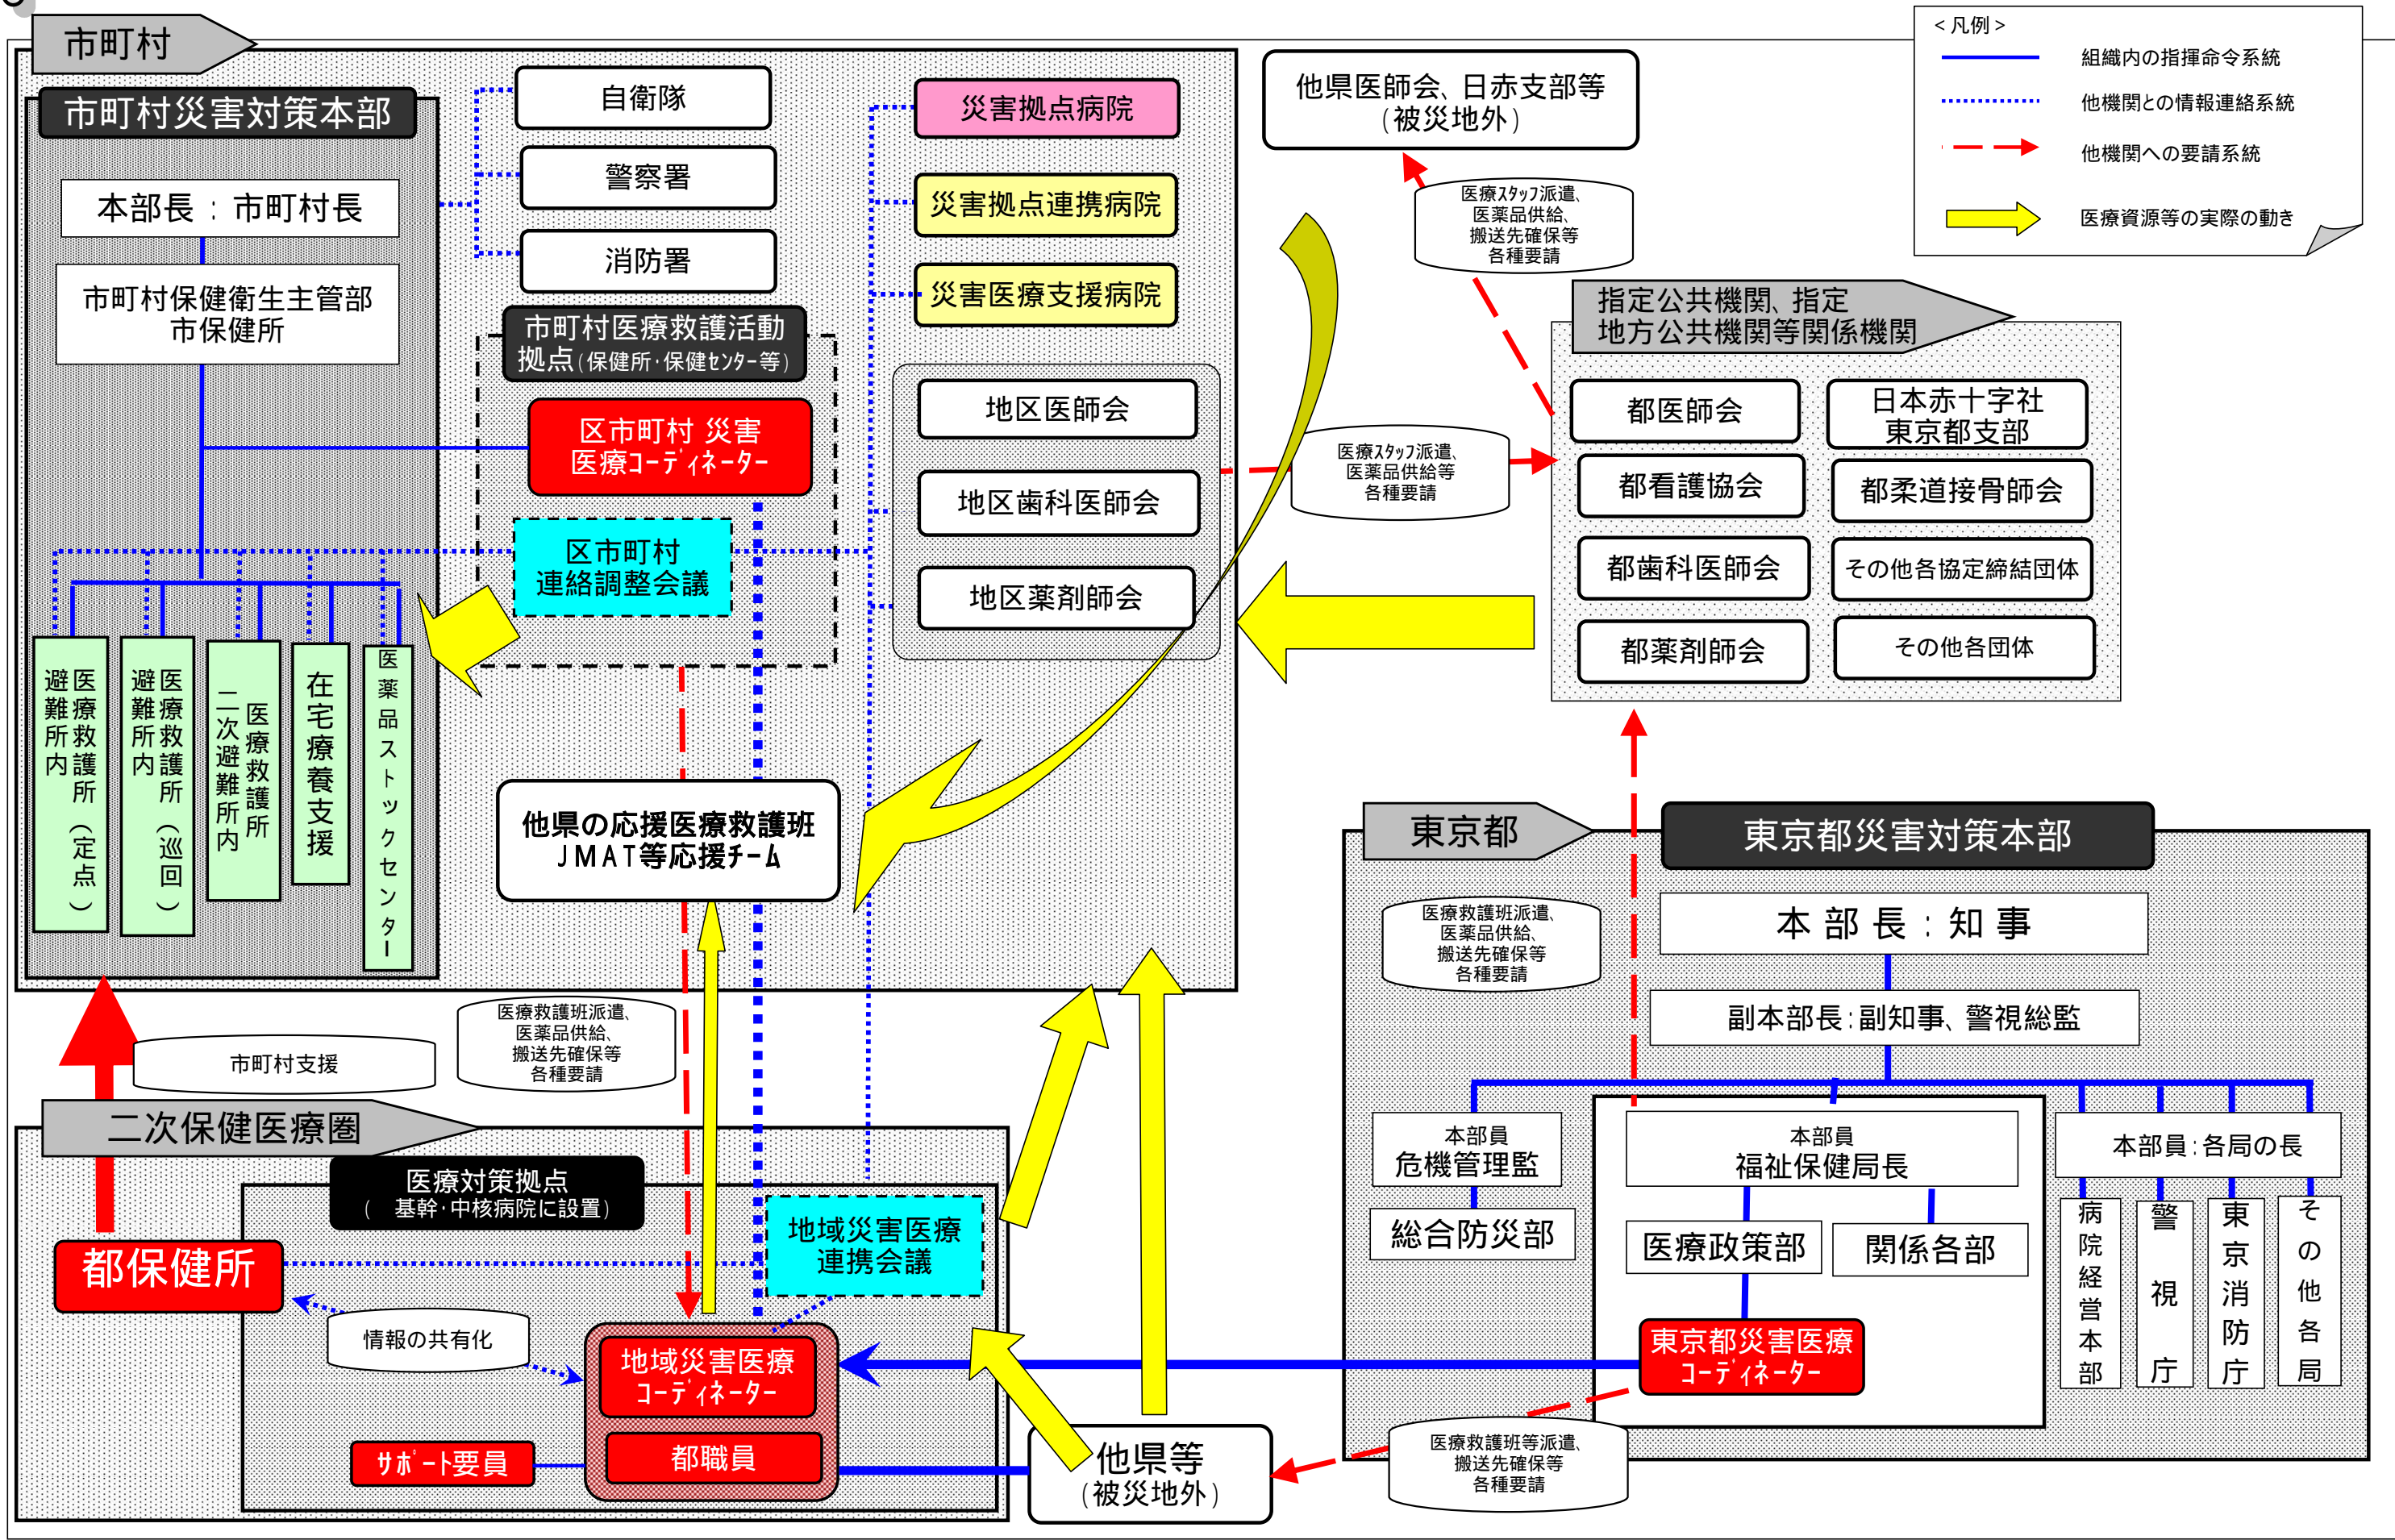 市町村
市町村災害対策本部
本部長：市町村長
市町村保健衛生主管部
市保健所
自衛隊
警察署
消防署
市町村医療救護活動
拠点(保健所・保健ｾﾝﾀｰ等)
区市町村 災害
医療ｺｰﾃﾞｨﾈｰﾀｰ
区市町村
連絡調整会議
災害拠点病院
災害拠点連携病院
災害医療支援病院
地区医師会
地区歯科医師会
地区薬剤師会
医療救護所（定点）
避難所内
医療救護所（巡回）
避難所内
医療救護所
二次避難所内
在宅療養支援
医薬品ストックセンター
他県の応援医療救護班
JMAT等応援ﾁｰﾑ
他県医師会、日赤支部等
(被災地外)
医療ｽﾀｯﾌ派遣、
医薬品供給、
搬送先確保等
各種要請
＜凡例＞
組織内の指揮命令系統
他機関との情報連絡系統
他機関への要請系統
医療資源等の実際の動き
指定公共機関、指定
地方公共機関等関係機関
都医師会
日本赤十字社
東京都支部
都看護協会
都柔道接骨師会
都歯科医師会
その他各協定締結団体
都薬剤師会
その他各団体
医療ｽﾀｯﾌ派遣、
医薬品供給等
各種要請
東京都
東京都災害対策本部
本部長：知事
副本部長：副知事、警視総監
医療救護班派遣、
医薬品供給、
搬送先確保等
各種要請
本部員
危機管理監
総合防災部
本部員
福祉保健局長
医療政策部
関係各部
東京都災害医療
ｺｰﾃﾞｨﾈｰﾀｰ
本部員：各局の長
病院経営本部
警視庁
東京消防庁
その他各局
市町村支援
医療救護班派遣、
医薬品供給、
搬送先確保等
各種要請
二次保健医療圏
医療対策拠点
( 基幹・中核病院に設置)
都保健所
地域災害医療
連携会議
情報の共有化
地域災害医療
ｺｰﾃﾞｨﾈｰﾀｰ
都職員
ｻﾎﾟｰﾄ要員
他県等
(被災地外)
医療救護班等派遣、
搬送先確保等
各種要請